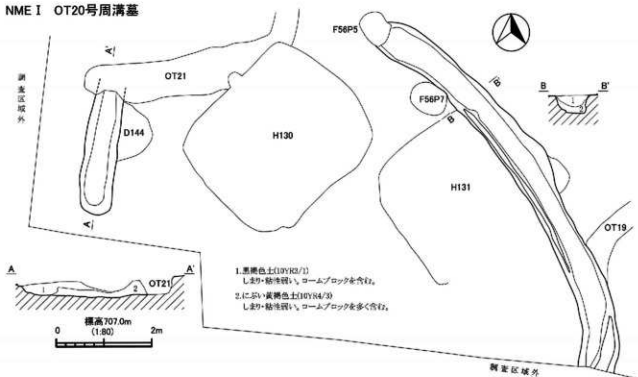 NME I OT20号周溝墓
調査区域外
A'
OT21
D144
A
H130
F56P5
F56P7
B'
B
H131
OT19
B B'
1
2
A A'
1 2 OT21
標高707.0m
(1:80)
0 2m
1.黒褐色土(10YR3/1)
しまり・粘性弱い。ロームブロックを含む。
2.にぶい黄褐色土(10YR4/3)
しまり・粘性弱い。ロームブロックを多く含む。
調査区域外